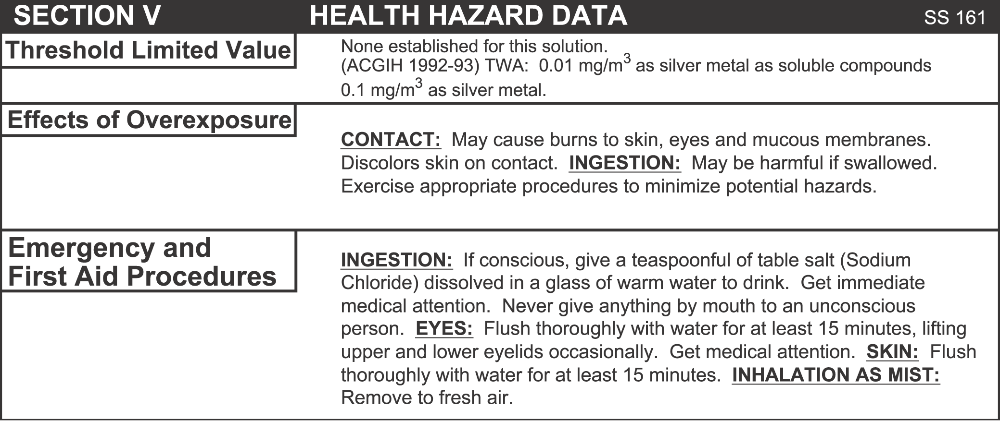 SECTION V HEALTH HAZARD DATA SS 161
Threshold Limited Value
None established for this solution.
(ACGIH 1992-93) TWA: 0.01 mg/m³ as silver metal as soluble compounds
0.1 mg/m³ as silver metal.
Effects of Overexposure
CONTACT: May cause burns to skin, eyes and mucous membranes.
Discolors skin on contact. INGESTION: May be harmful if swallowed.
Exercise appropriate procedures to minimize potential hazards.
Emergency and
First Aid Procedures
INGESTION: If conscious, give a teaspoonful of table salt (Sodium
Chloride) dissolved in a glass of warm water to drink. Get immediate
medical attention. Never give anything by mouth to an unconscious
person. EYES: Flush thoroughly with water for at least 15 minutes, lifting
upper and lower eyelids occasionally. Get medical attention. SKIN: Flush
thoroughly with water for at least 15 minutes. INHALATION AS MIST:
Remove to fresh air.